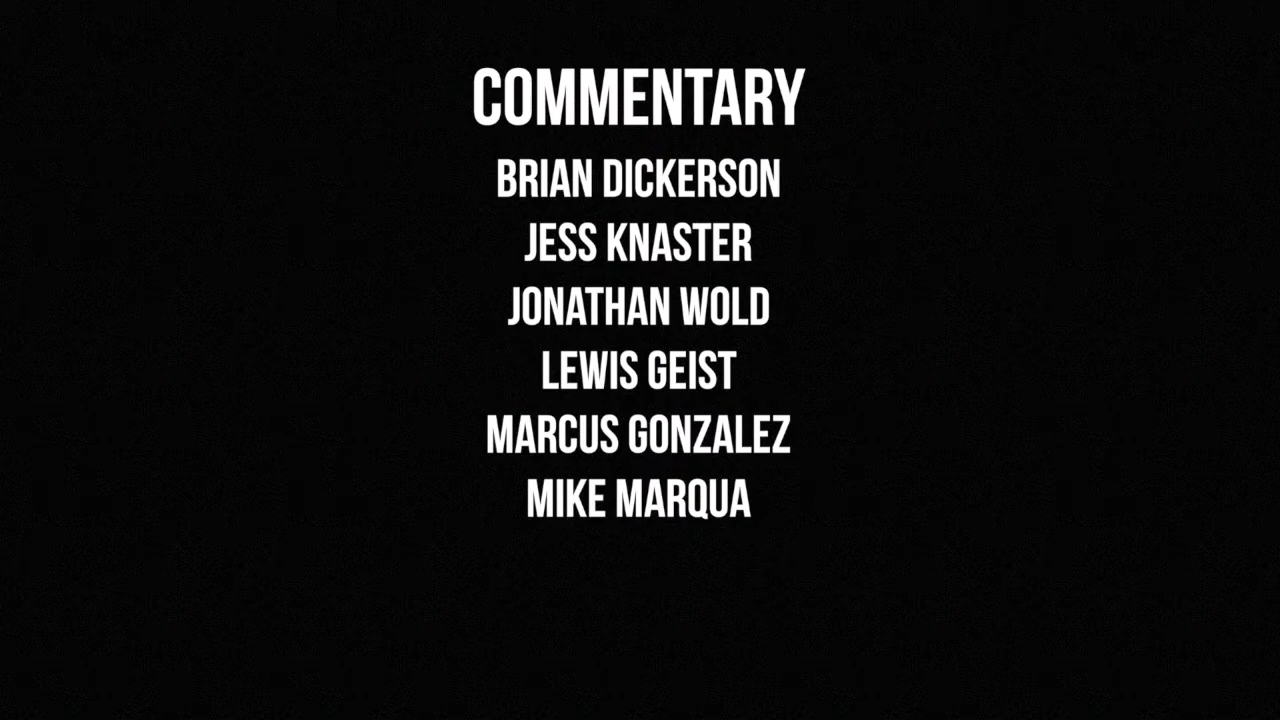 COMMENTARY
BRIAN DICKERSON
JESS KNASTER
JONATHAN WOLD
LEWIS GEIST
MARCUS GONZALEZ
MIKE MARQUA